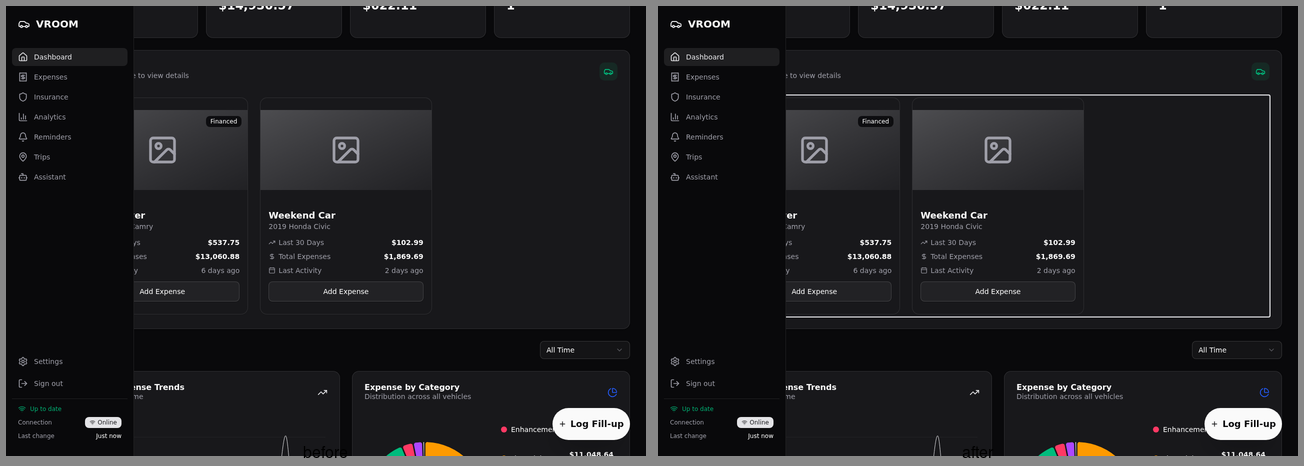 VROOM
$14,930.37
$622.11
1
Dashboard
Expenses
Insurance
Analytics
Reminders
Trips
Assistant
e to view details
Financed
er
Camry
ys $537.75
nses $13,060.88
y 6 days ago
Add Expense
Weekend Car
2019 Honda Civic
Last 30 Days $102.99
Total Expenses $1,869.69
Last Activity 2 days ago
Add Expense
All Time
Settings
Sign out
Up to date
Connection Online
Last change Just now
ense Trends
me
Expense by Category
Distribution across all vehicles
Enhanceme
$11,048.64
+ Log Fill-up
before
VROOM
$14,930.37
$622.11
1
Dashboard
Expenses
Insurance
Analytics
Reminders
Trips
Assistant
e to view details
Financed
er
Camry
ys $537.75
nses $13,060.88
y 6 days ago
Add Expense
Weekend Car
2019 Honda Civic
Last 30 Days $102.99
Total Expenses $1,869.69
Last Activity 2 days ago
Add Expense
All Time
Settings
Sign out
Up to date
Connection Online
Last change Just now
ense Trends
me
Expense by Category
Distribution across all vehicles
Enhanceme
$11,048.64
+ Log Fill-up
after